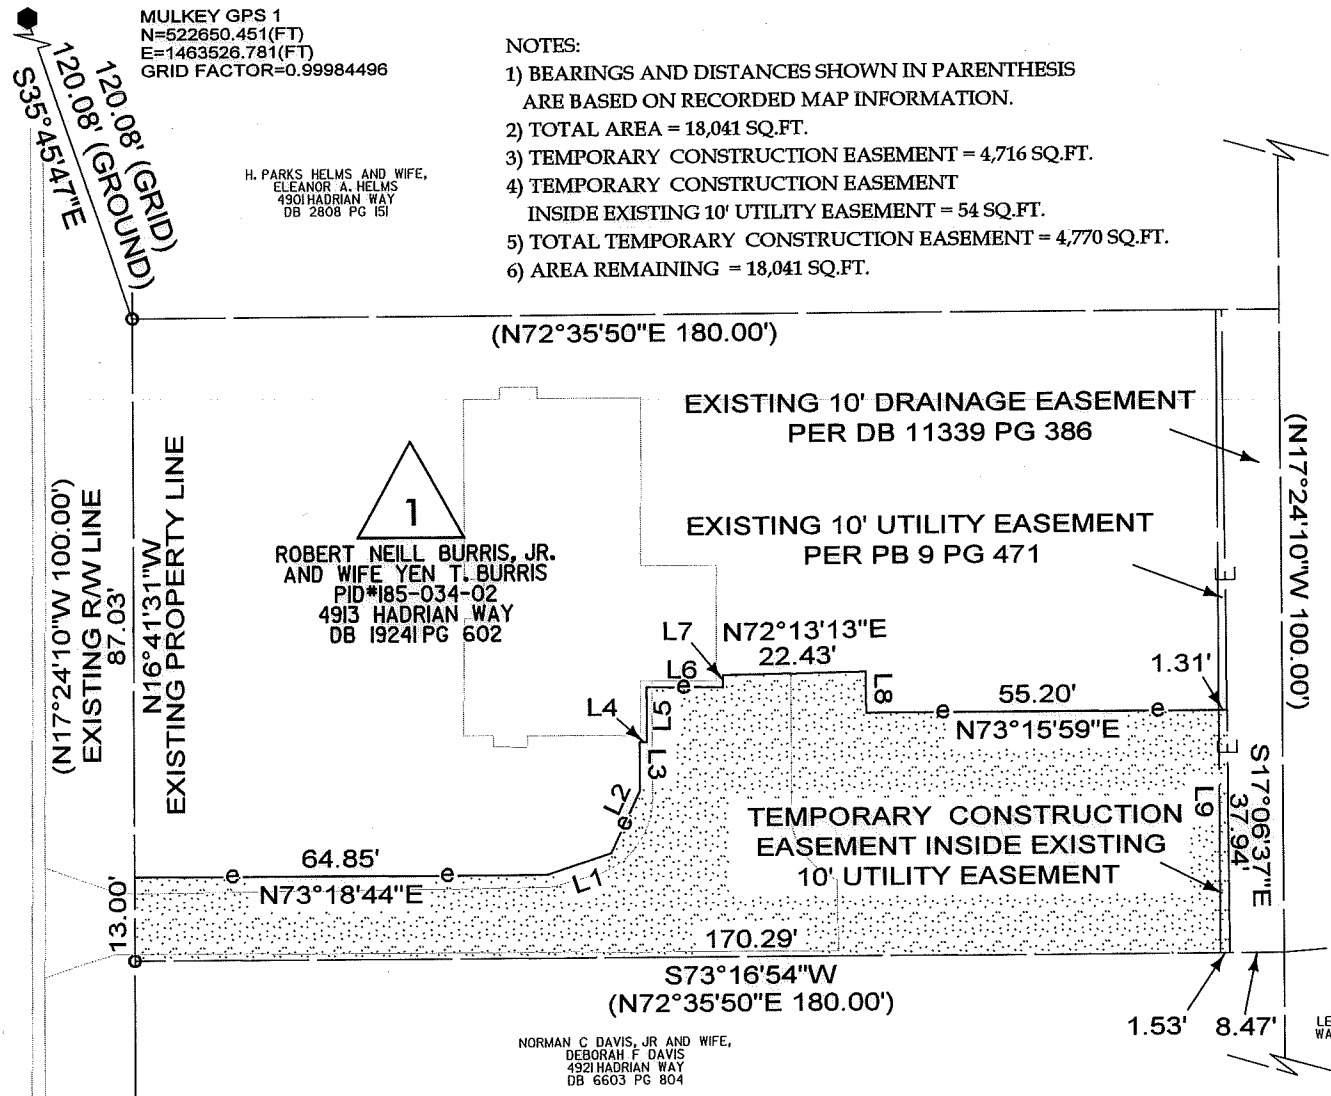 MULKEY GPS 1
N=522650.451(FT)
E=1463526.781(FT)
GRID FACTOR=0.99984496
120.08' (GRID)
120.08' (GROUND)
S35°45'47"E
H. PARKS HELMS AND WIFE,
ELEANOR A. HELMS
4901 HADRIAN WAY
DB 2808 PG 151
NOTES:
1) BEARINGS AND DISTANCES SHOWN IN PARENTHESIS
ARE BASED ON RECORDED MAP INFORMATION.
2) TOTAL AREA = 18,041 SQ.FT.
3) TEMPORARY CONSTRUCTION EASEMENT = 4,716 SQ.FT.
4) TEMPORARY CONSTRUCTION EASEMENT
INSIDE EXISTING 10' UTILITY EASEMENT = 54 SQ.FT.
5) TOTAL TEMPORARY CONSTRUCTION EASEMENT = 4,770 SQ.FT.
6) AREA REMAINING = 18,041 SQ.FT.
(N72°35'50"E 180.00')
EXISTING 10' DRAINAGE EASEMENT
PER DB 11339 PG 386
(N17°24'10"W 100.00')
EXISTING 10' UTILITY EASEMENT
PER PB 9 PG 471
E
(N17°24'10"W 100.00')
EXISTING R/W LINE
87.03'
N16°41'31"W
EXISTING PROPERTY LINE
1
ROBERT NEILL BURRIS, JR.
AND WIFE YEN T. BURRIS
PID#185-034-02
4913 HADRIAN WAY
DB 19241 PG 602
L7
N72°13'13"E
22.43'
L6
e
L8
1.31'
55.20'
e
e
N73°15'59"E
L4
L5
L3
E
L2
e
L9
S17°06'37"E
37.94'
TEMPORARY CONSTRUCTION
EASEMENT INSIDE EXISTING
10' UTILITY EASEMENT
64.85'
e
e
N73°18'44"E
L1
13.00'
170.29'
S73°16'54"W
(N72°35'50"E 180.00')
1.53'
8.47'
LE
WA
NORMAN C DAVIS, JR AND WIFE,
DEBORAH F DAVIS
4921 HADRIAN WAY
DB 6603 PG 804